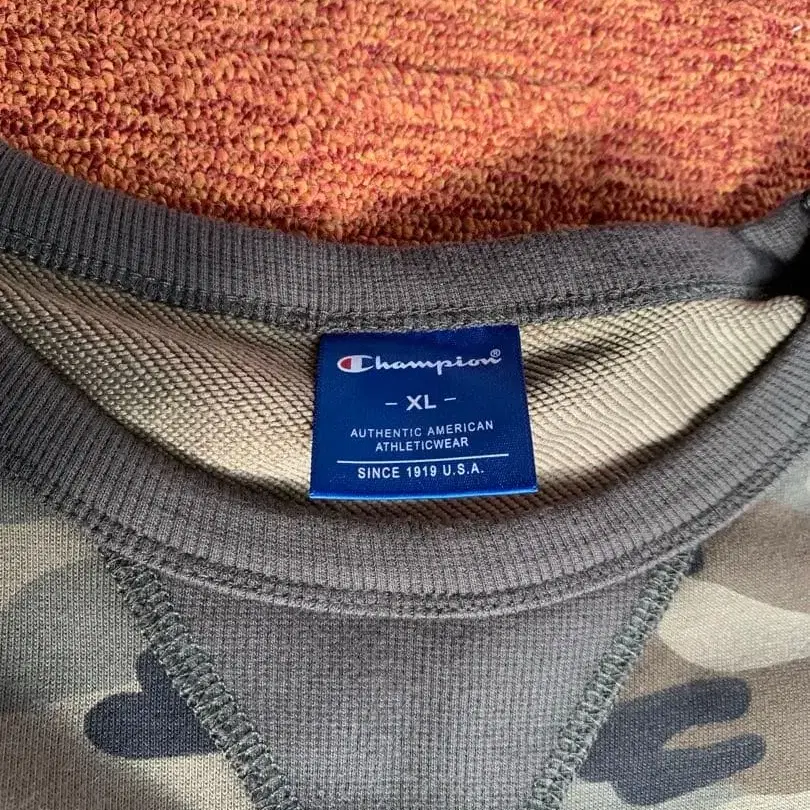 Champion®
- XL -
AUTHENTIC AMERICAN
ATHLETICWEAR
SINCE 1919 U.S.A.